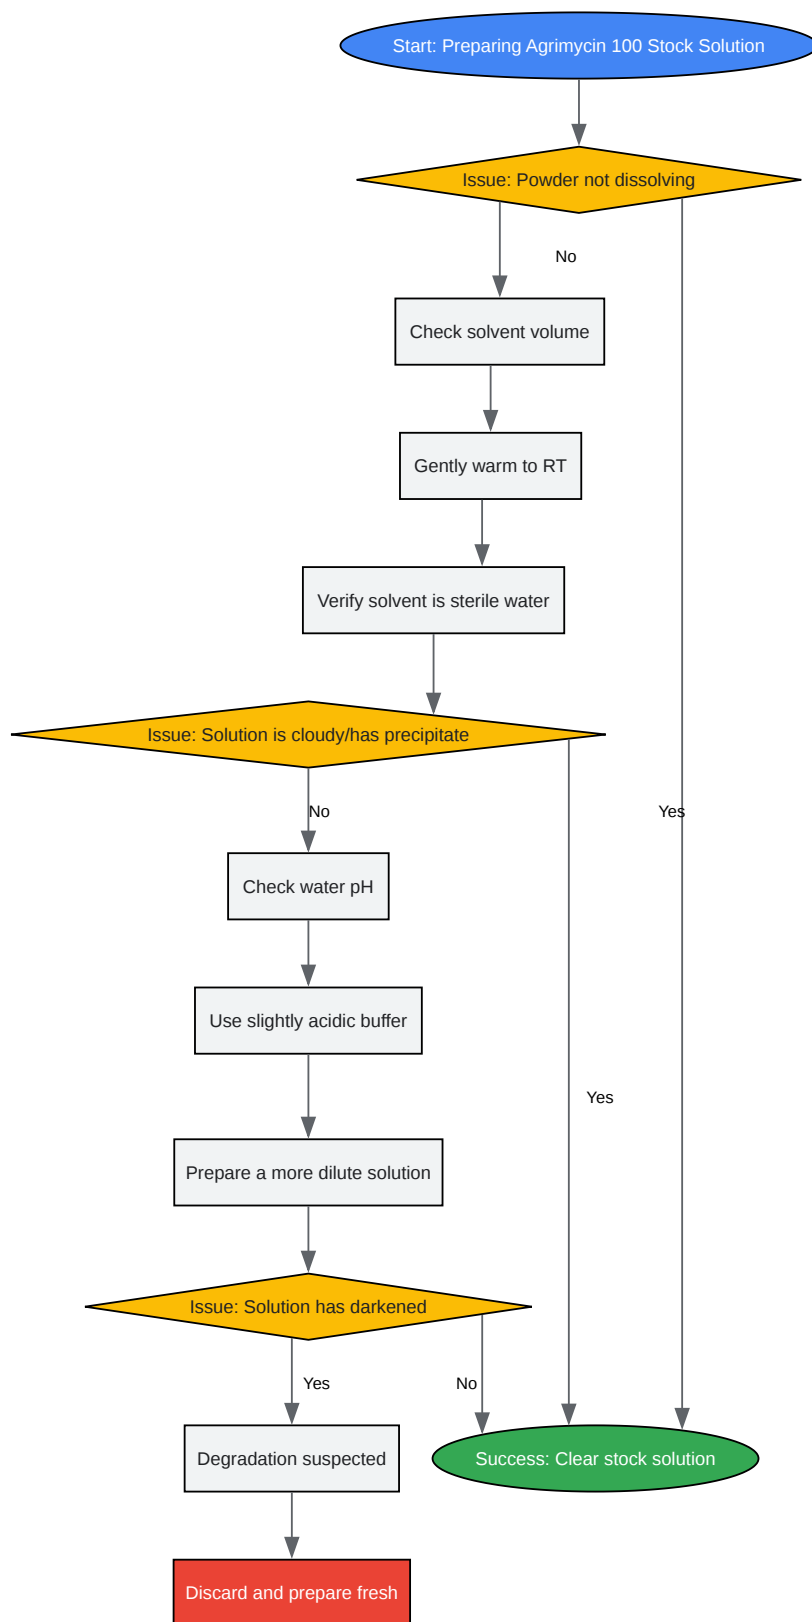 Start: Preparing Agrimycin 100 Stock Solution
Issue: Powder not dissolving
No
Check solvent volume
Gently warm to RT
Verify solvent is sterile water
Issue: Solution is cloudy/has precipitate
No
Yes
Check water pH
Use slightly acidic buffer
Yes
Prepare a more dilute solution
Issue: Solution has darkened
Yes
No
Degradation suspected
Success: Clear stock solution
Discard and prepare fresh